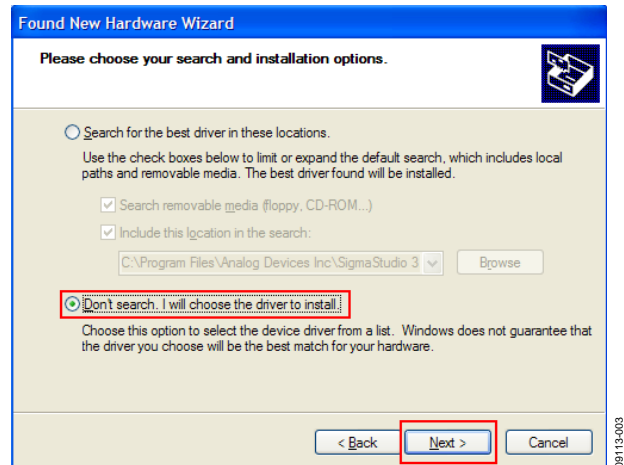 Found New Hardware Wizard
Please choose your search and installation options.
Search for the best driver in these locations.
Use the check boxes below to limit or expand the default search, which includes local
paths and removable media. The best driver found will be installed.
Search removable media (floppy, CD-ROM...)
Include this location in the search:
C:\Program Files\Analog Devices Inc\SigmaStudio 3
Browse
Don't search. I will choose the driver to install.
Choose this option to select the device driver from a list. Windows does not guarantee that
the driver you choose will be the best match for your hardware.
< Back
Next >
Cancel
09113-003